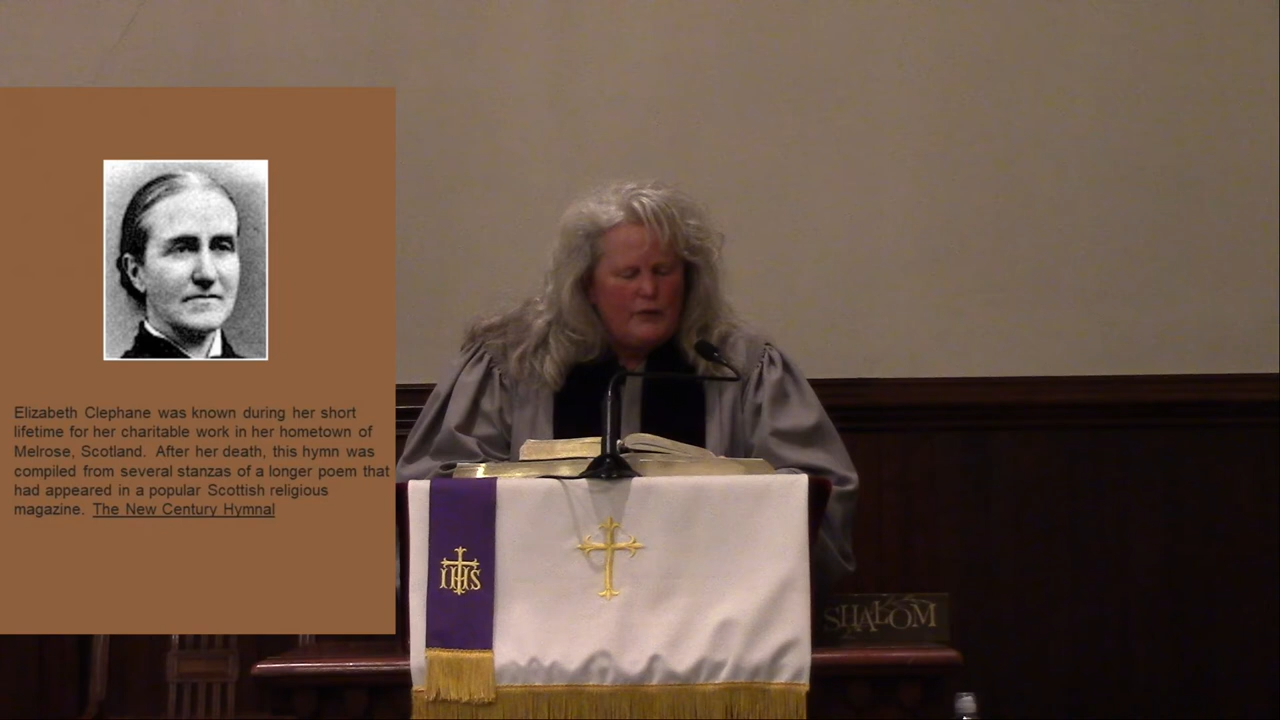 Elizabeth Clephane was known during her short
lifetime for her charitable work in her hometown of
Melrose, Scotland. After her death, this hymn was
compiled from several stanzas of a longer poem that
had appeared in a popular Scottish religious
magazine. The New Century Hymnal
IHS
SHALOM